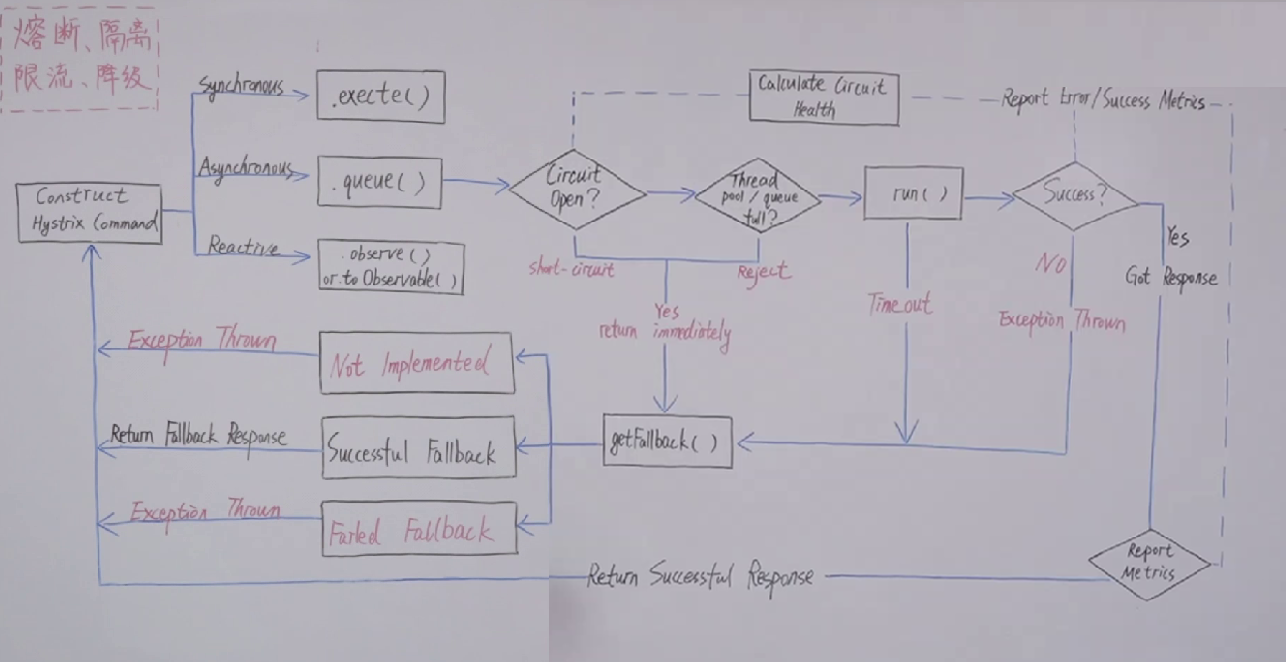 熔断、隔离
限流、降级
Synchronous
.execte()
Calculate Circuit
Health
Report Error/Success Metrics
Asynchronous
.queue()
Circuit
Open?
Thread
pool/queue
full?
run()
Success?
Construct
Hystrix Command
Reactive
.observe()
or.to Observable()
short-circuit
Reject
Yes
return immediately
Timeout
NO
Exception Thrown
Yes
Got Response
Exception Thrown
Not Implemented
Return Fallback Response
Successful Fallback
getFallback()
Exception Thrown
Failed Fallback
Report
Metrics
Return Successful Response